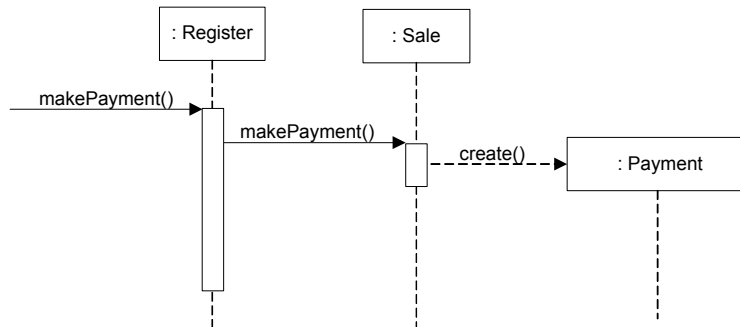 : Register
: Sale
makePayment()
makePayment()
create()
: Payment